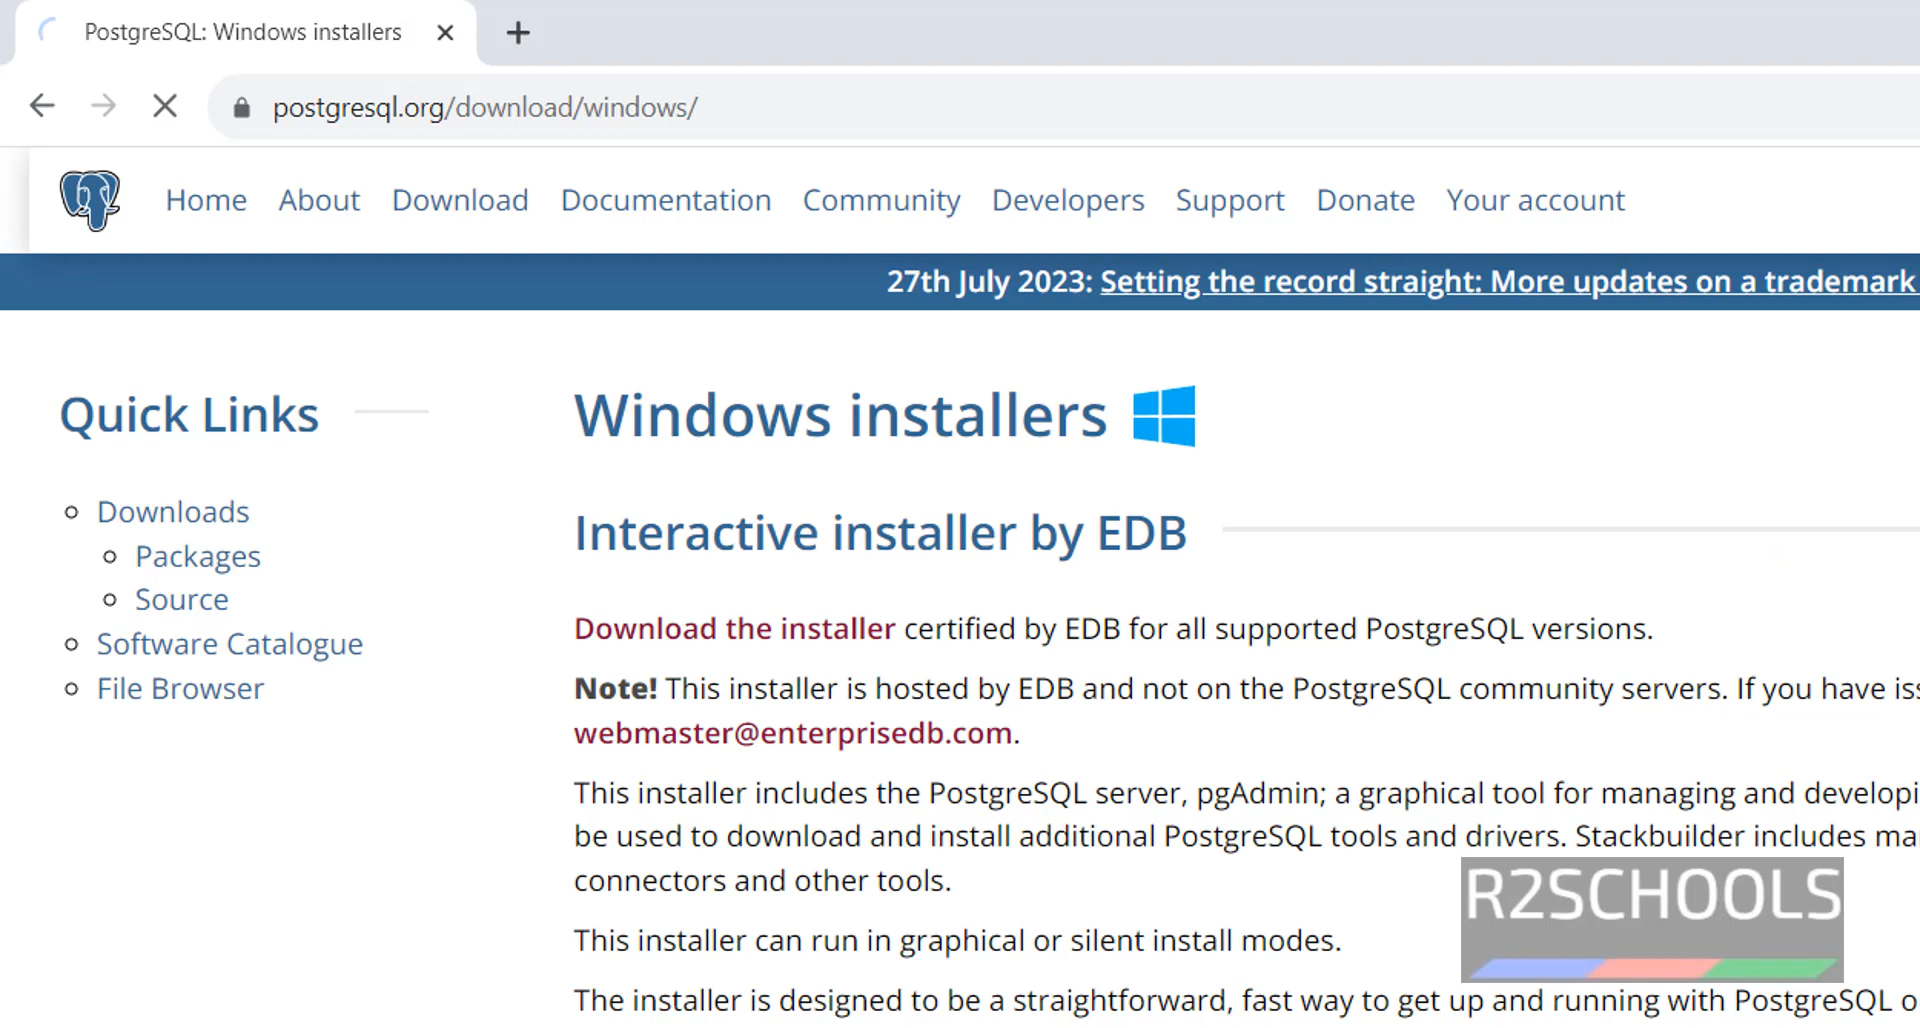 PostgreSQL: Windows installers
postgresql.org/download/windows/
Home About Download Documentation Community Developers Support Donate Your account
27th July 2023: Setting the record straight: More updates on a trademark
Quick Links
Downloads
Packages
Source
Software Catalogue
File Browser
Windows installers
Interactive installer by EDB
Download the installer certified by EDB for all supported PostgreSQL versions.
Note! This installer is hosted by EDB and not on the PostgreSQL community servers. If you have iss
webmaster@enterprisedb.com.
This installer includes the PostgreSQL server, pgAdmin; a graphical tool for managing and developi
be used to download and install additional PostgreSQL tools and drivers. Stackbuilder includes ma
connectors and other tools.
This installer can run in graphical or silent install modes.
The installer is designed to be a straightforward, fast way to get up and running with PostgreSQL o
R2SCHOOLS